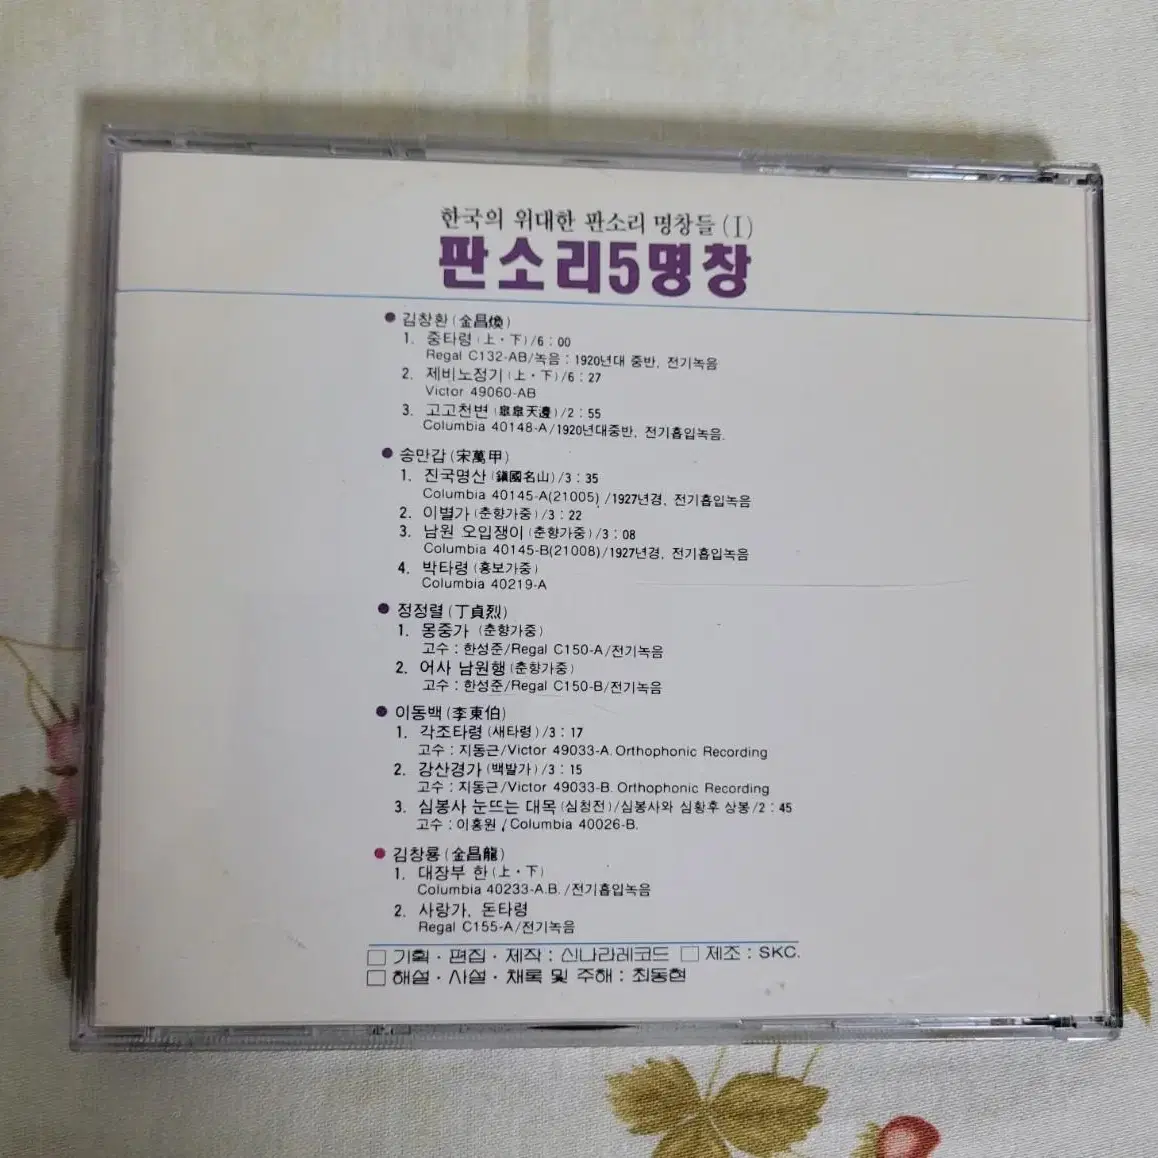 한국의 위대한 판소리 명창들 (I)
판소리5명창
● 김창환 (金昌煥)
1. 중타령 (上・下)/6 : 00
Regal C132-AB/녹음 : 1920년대 중반, 전기녹음
2. 제비노정기 (上・下)/6 : 27
Victor 49060-AB
3. 고고천변 (皐皐天邊)/2 : 55
Columbia 40148-A/1920년대중반, 전기흡입녹음.
● 송만갑 (宋萬甲)
1. 진국명산 (鎭國名山)/3 : 35
Columbia 40145-A(21005) /1927년경, 전기흡입녹음
2. 이별가 (춘향가중)/3 : 22
3. 남원 오입쟁이 (춘향가중)/3 : 08
Columbia 40145-B(21008)/1927년경, 전기흡입녹음
4. 박타령 (흥보가중)
Columbia 40219-A
● 정정렬 (丁貞烈)
1. 몽중가 (춘향가중)
고수 : 한성준/Regal C150-A/전기녹음
2. 어사 남원행 (춘향가중)
고수 : 한성준/Regal C150-B/전기녹음
● 이동백 (李東伯)
1. 각조타령 (새타령)/3 : 17
고수 : 지동근/Victor 49033-A. Orthophonic Recording
2. 강산경가 (백발가)/3 : 15
고수 : 지동근/Victor 49033-B. Orthophonic Recording
3. 심봉사 눈뜨는 대목 (심청전)/심봉사와 심황후 상봉/2 : 45
고수 : 이흥원 / Columbia 40026-B.
● 김창룡 (金昌龍)
1. 대장부 한 (上・下)
Columbia 40233-A.B. /전기흡입녹음
2. 사랑가, 돈타령
Regal C155-A/전기녹음
□ 기획・편집・제작 : 신나라레코드 □ 제조 : SKC.
□ 해설・사설・채록 및 주해 : 최동현